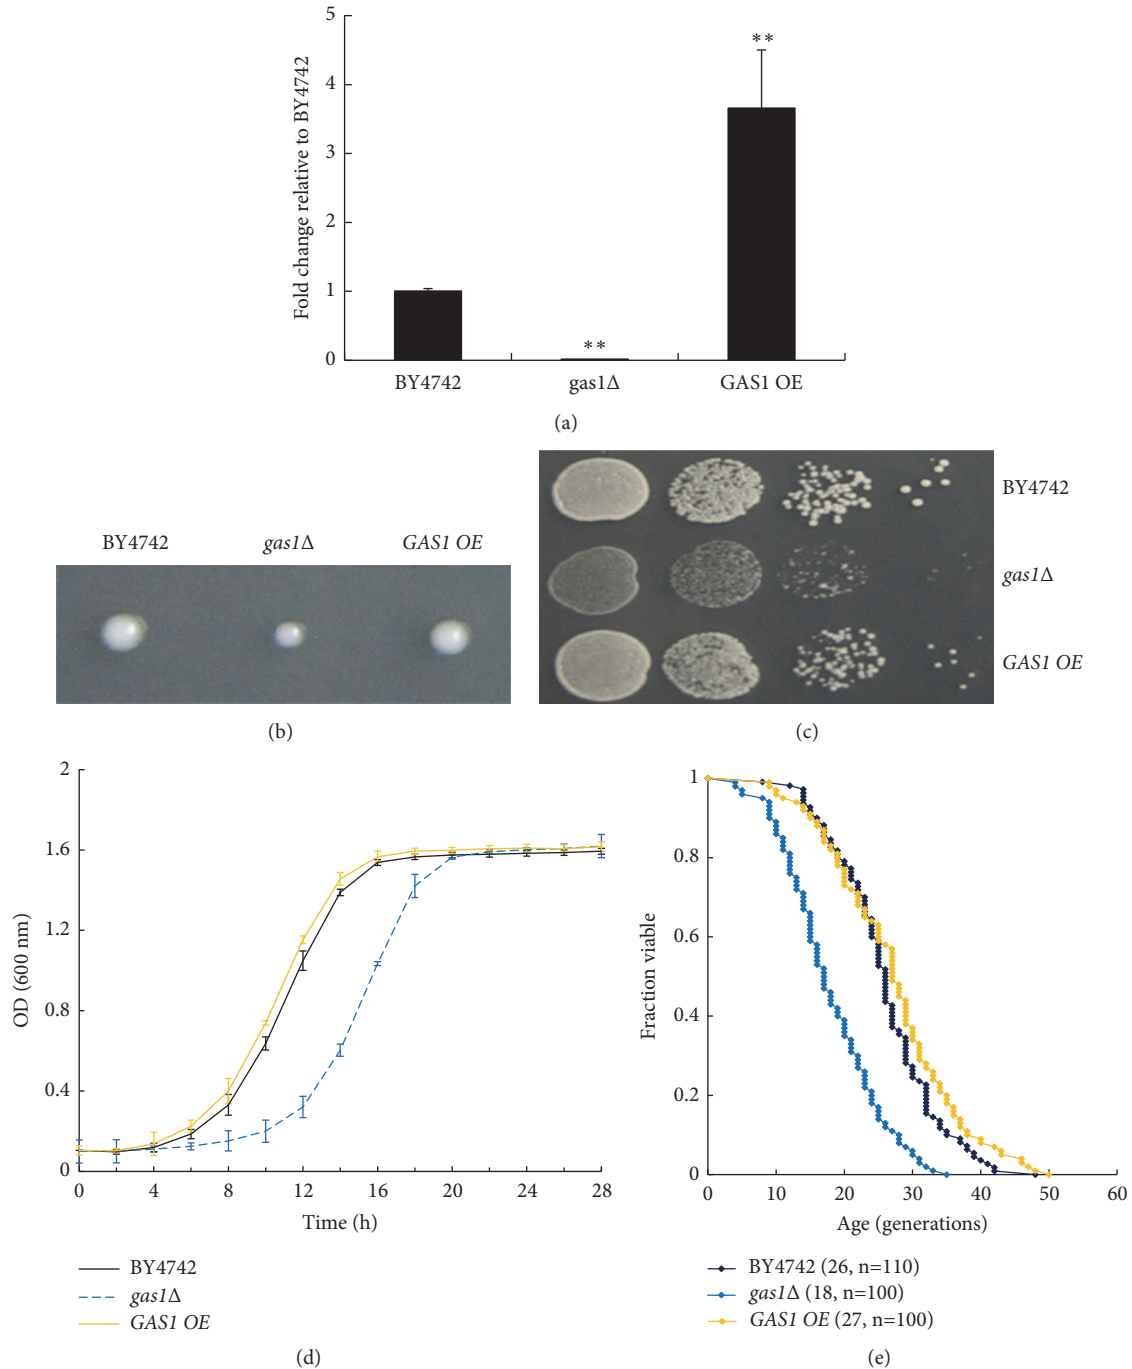 5
4
3
2
1
0
Fold change relative to BY4742
**
**
BY4742
gas1Δ
GAS1 OE
(a)
BY4742
gas1Δ
GAS1 OE
(b)
BY4742
gas1Δ
GAS1 OE
(c)
2
1.6
1.2
0.8
0.4
0
OD (600 nm)
0
4
8
12
16
20
24
28
Time (h)
BY4742
gas1Δ
GAS1 OE
(d)
1
0.8
0.6
0.4
0.2
0
Fraction viable
0
10
20
30
40
50
60
Age (generations)
BY4742 (26, n=110)
gas1Δ (18, n=100)
GAS1 OE (27, n=100)
(e)